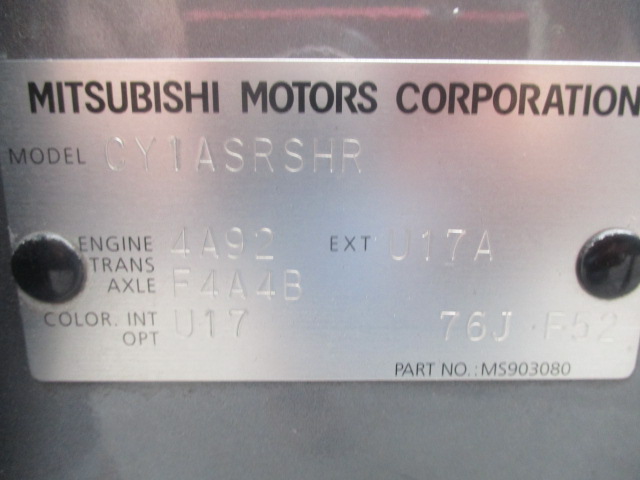 MITSUBISHI MOTORS CORPORATION
MODEL CY1ASRSHR
ENGINE 4A92 EXT U17A
TRANS
AXLE F4A4B
COLOR. INT U17 76J F52
OPT
PART NO.:MS903080